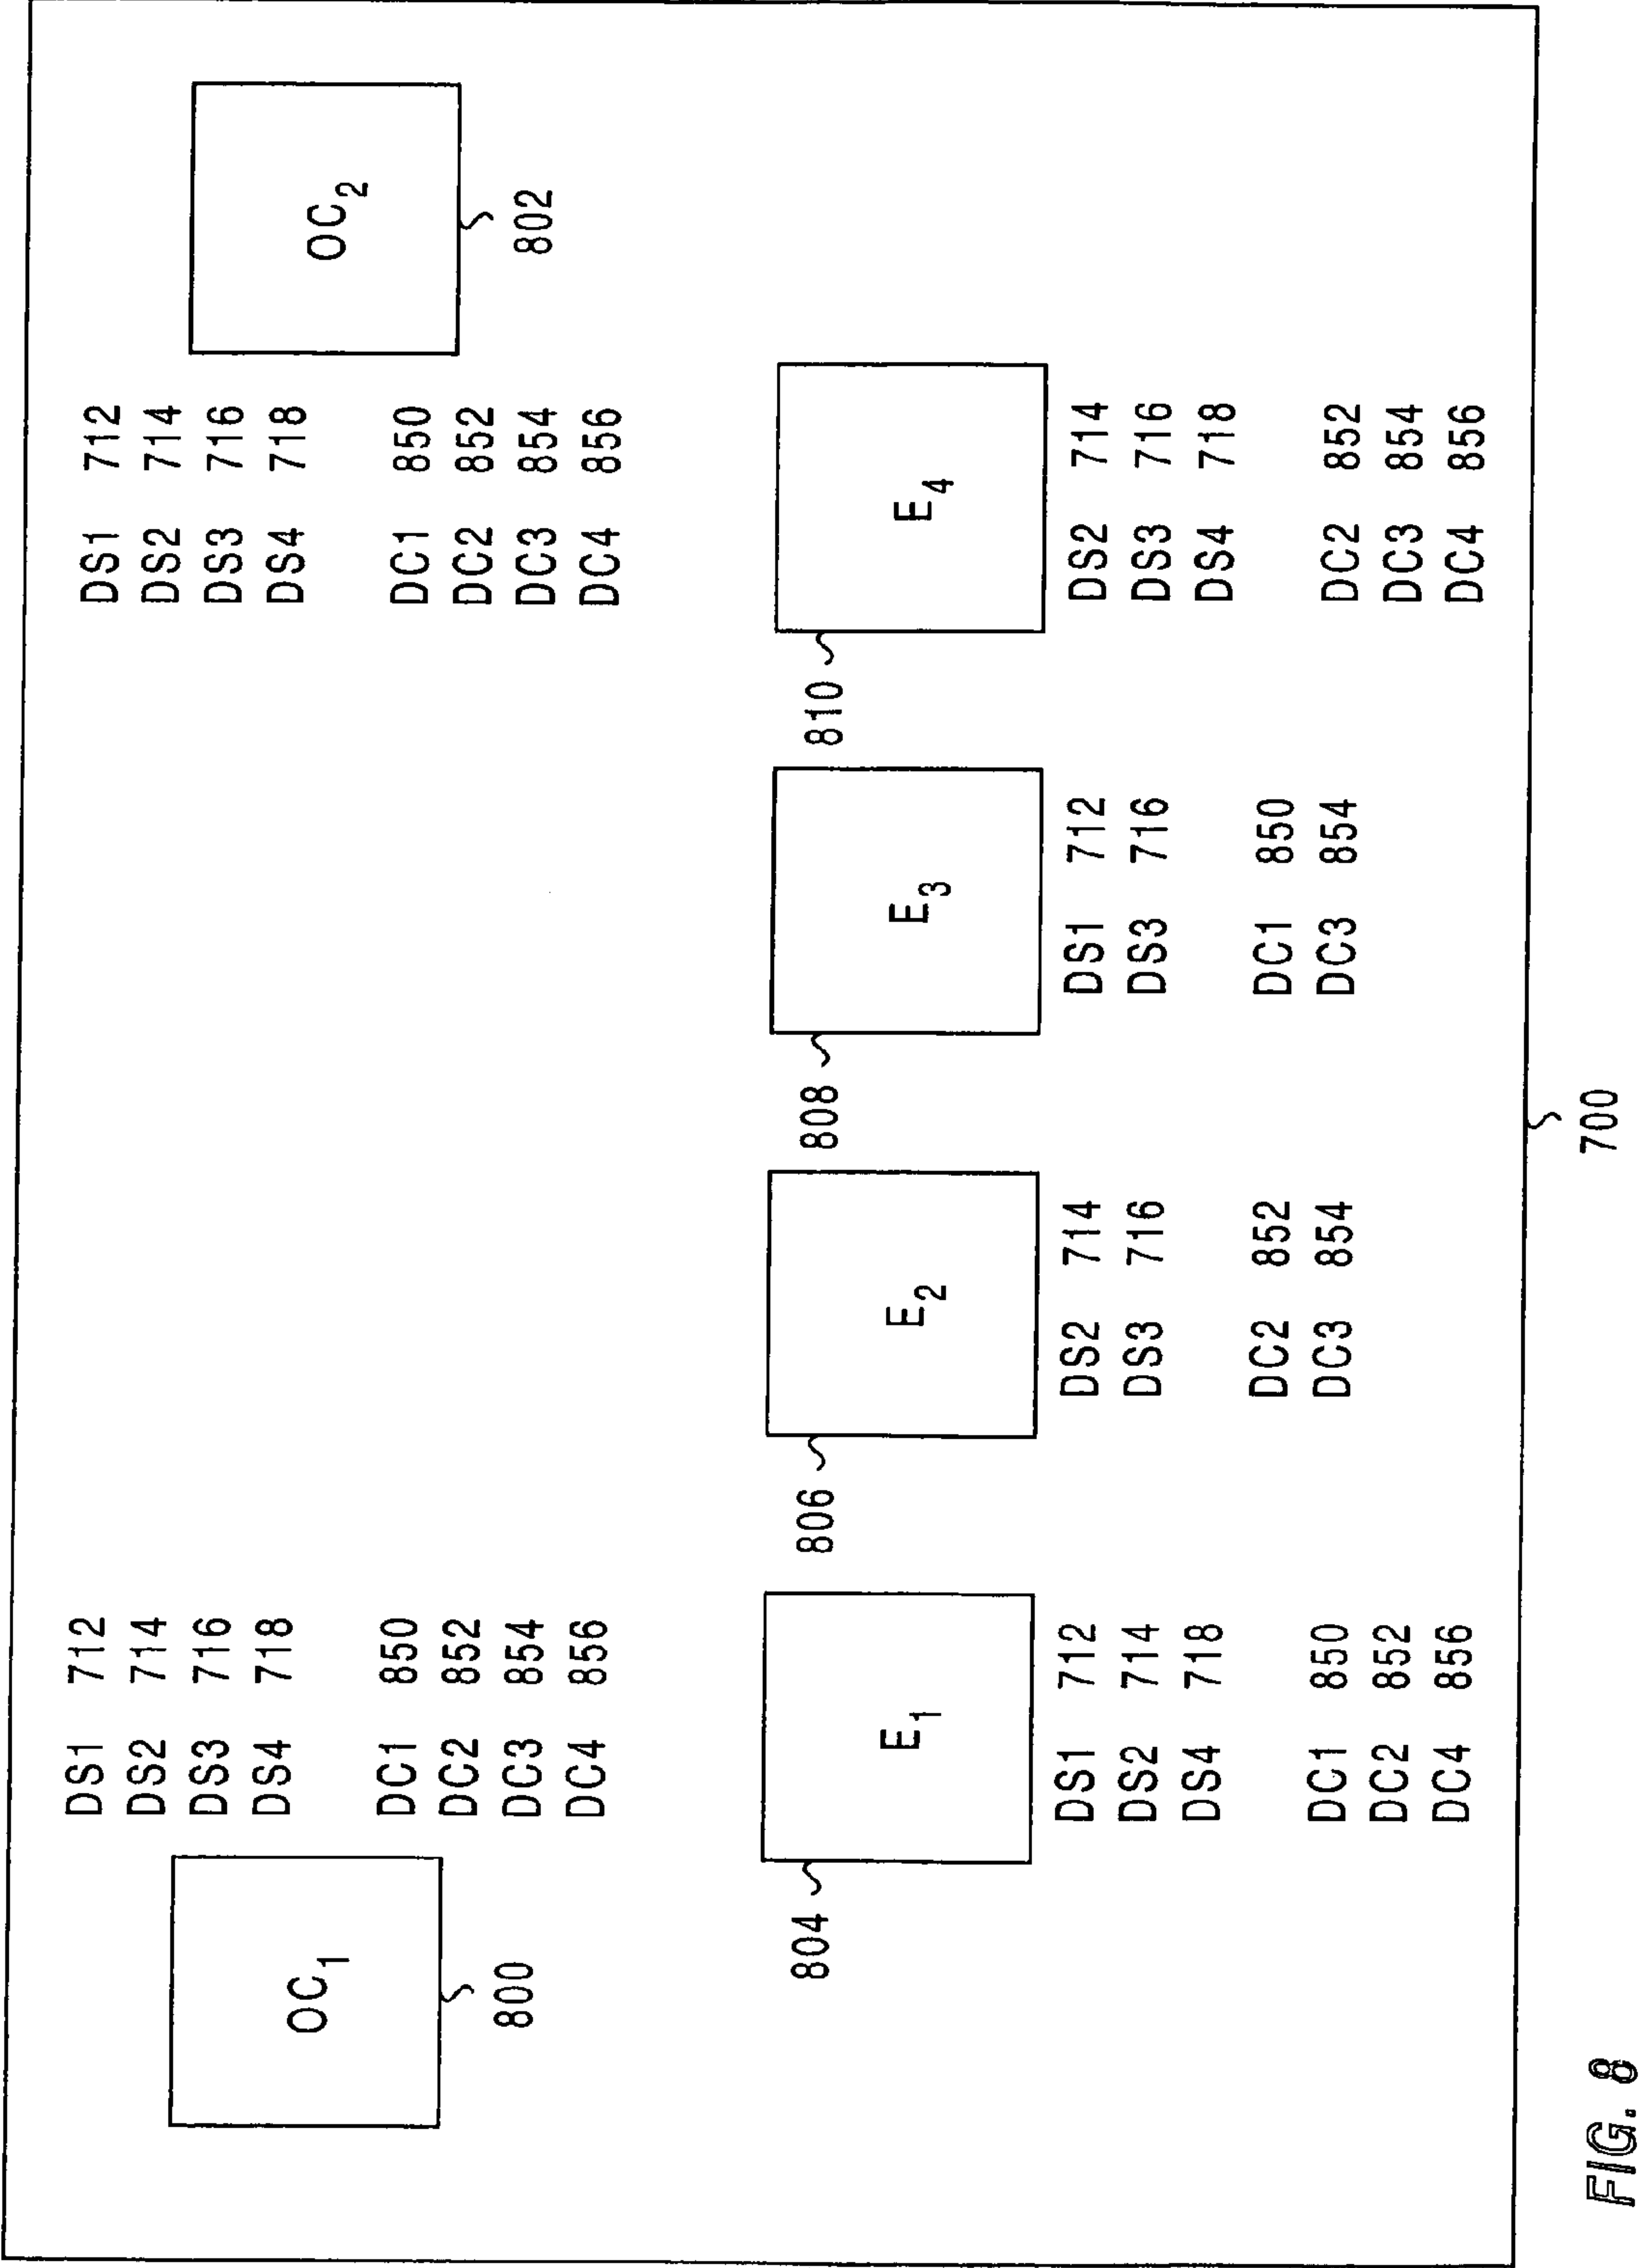 DS1 712
DS2 714
DS3 716
DS4 718
DC1 850
DC2 852
DC3 854
DC4 856
OC1
800
DS1 712
DS2 714
DS3 716
DS4 718
DC1 850
DC2 852
DC3 854
DC4 856
OC2
802
804
E1
DS1 712
DS2 714
DS4 718
DC1 850
DC2 852
DC4 856
806
E2
DS2 714
DS3 716
DC2 852
DC3 854
808
E3
DS1 712
DS3 716
DC1 850
DC3 854
810
E4
DS2 714
DS3 716
DS4 718
DC2 852
DC3 854
DC4 856
700
FIG. 8